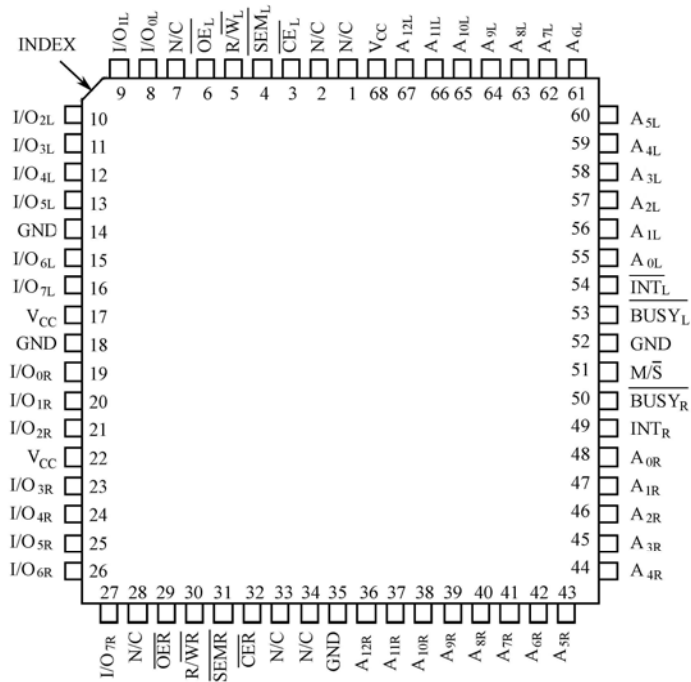 INDEX
I/O1L I/O0L N/C OEL R/WL SEML CEL N/C N/C VCC A12L A11L A10L A9L A8L A7L A6L
9 8 7 6 5 4 3 2 1 68 67 66 65 64 63 62 61
I/O2L 10 60 A5L
I/O3L 11 59 A4L
I/O4L 12 58 A3L
I/O5L 13 57 A2L
GND 14 56 A1L
I/O6L 15 55 A0L
I/O7L 16 54 INTL
VCC 17 53 BUSYL
GND 18 52 GND
I/O0R 19 51 M/S
I/O1R 20 50 BUSYR
I/O2R 21 49 INTR
VCC 22 48 A0R
I/O3R 23 47 A1R
I/O4R 24 46 A2R
I/O5R 25 45 A3R
I/O6R 26 44 A4R
27 28 29 30 31 32 33 34 35 36 37 38 39 40 41 42 43
I/O7R N/C OER R/WR SEMR CER N/C N/C GND A12R A11R A10R A9R A8R A7R A6R A5R